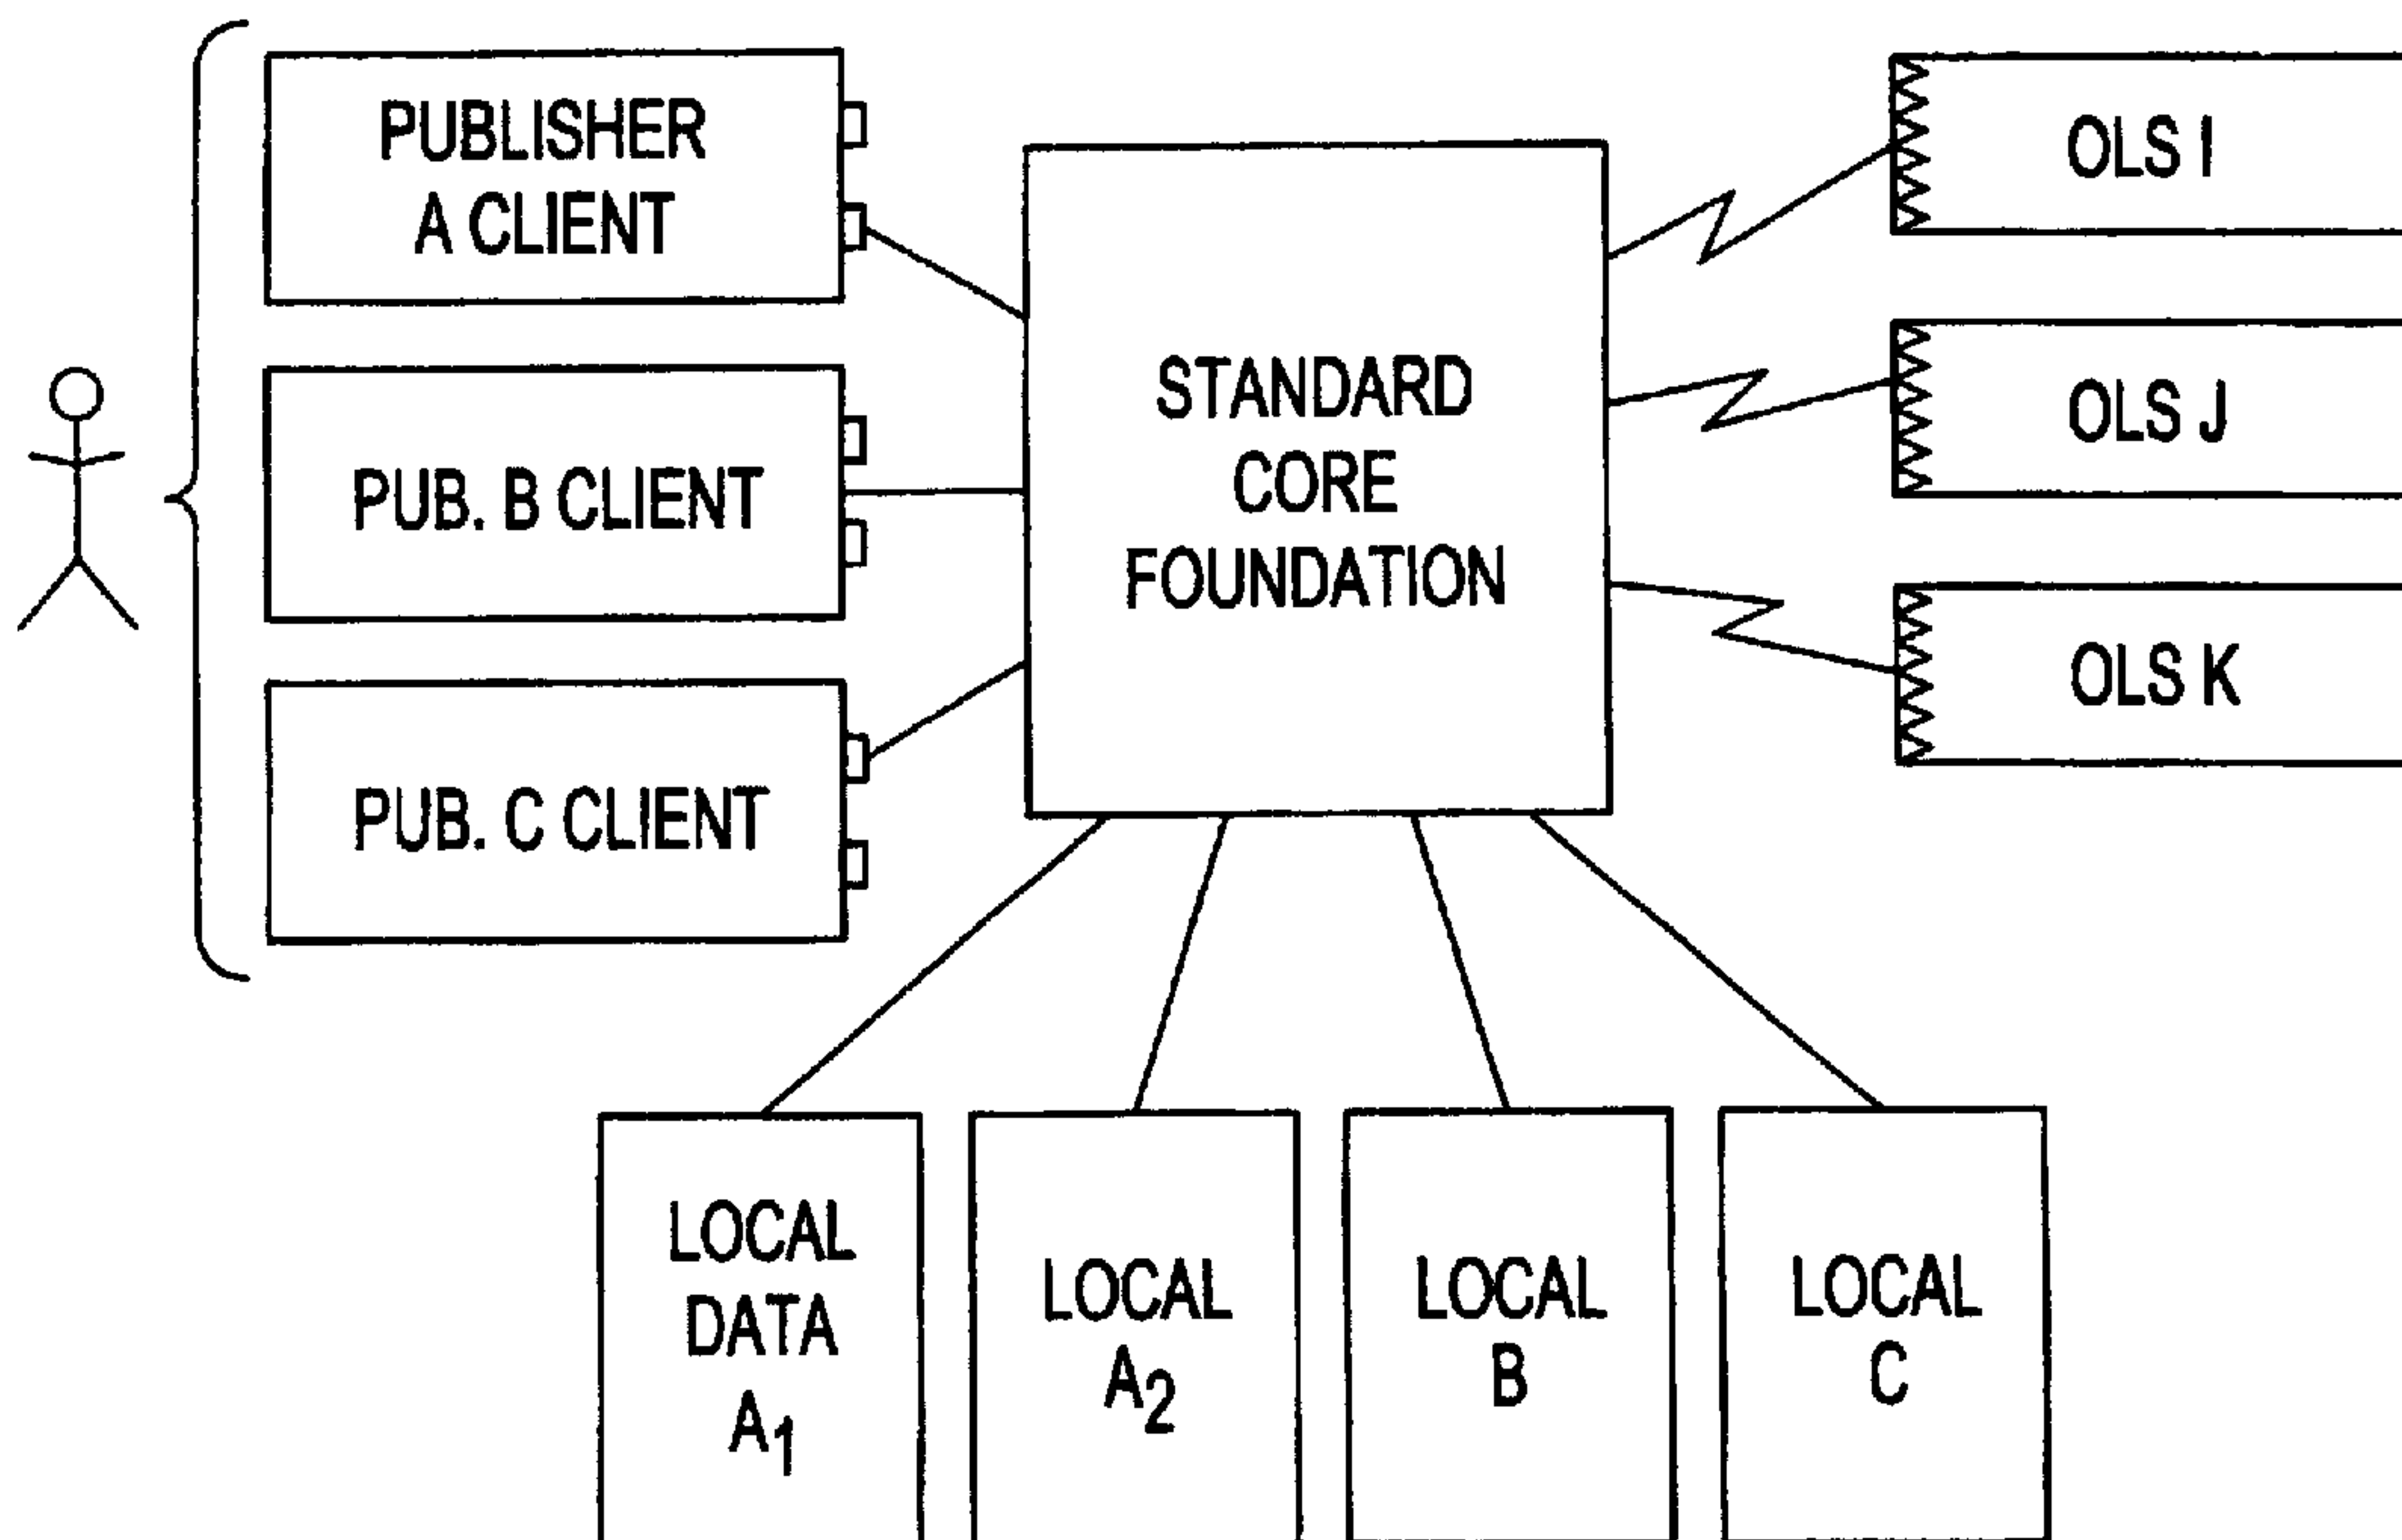 PUBLISHER
A CLIENT
PUB. B CLIENT
PUB. C CLIENT
STANDARD
CORE
FOUNDATION
OLS I
OLS J
OLS K
LOCAL
DATA
A1
LOCAL
A2
LOCAL
B
LOCAL
C